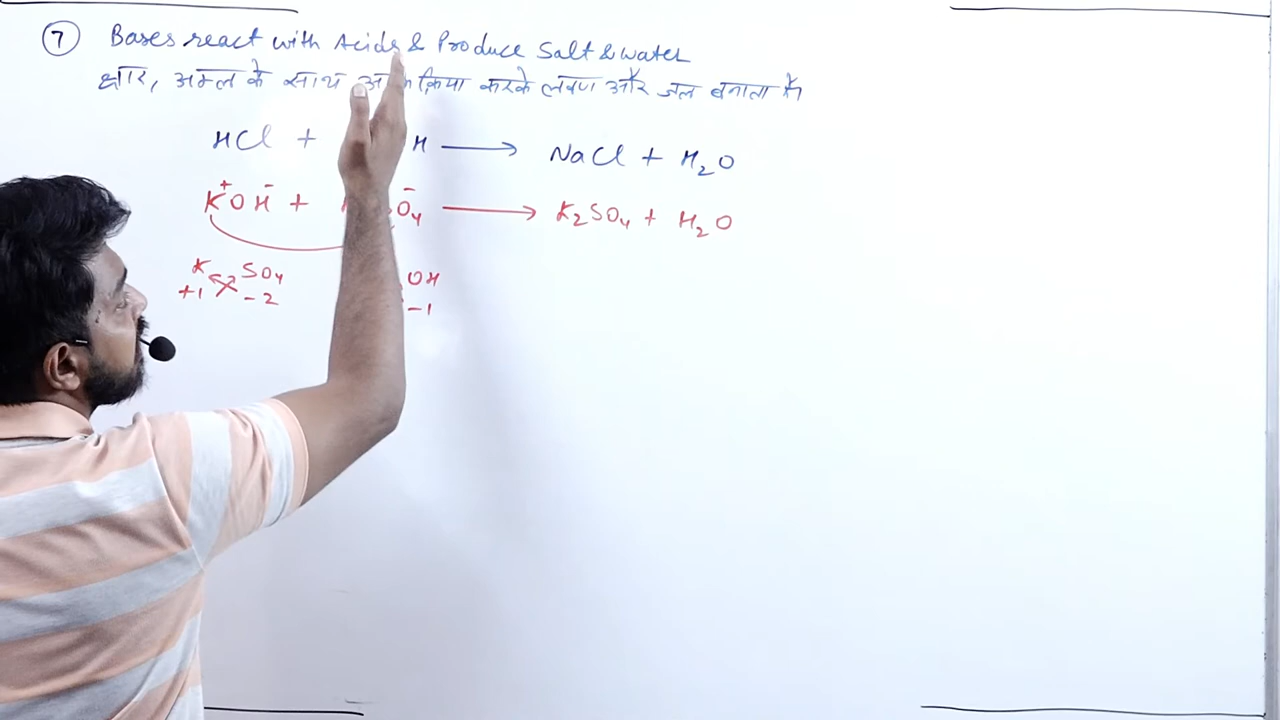 7 Bases react with Acids & Produce Salt & water
क्षार, अम्ल के साथ क्रिया करके लवण और जल बनाता है।
HCl + H ⟶ NaCl + H₂O
K⁺OH⁻ + O₄⁻ ⟶ K₂SO₄ + H₂O
K SO₄ OH
+1 -2 -1